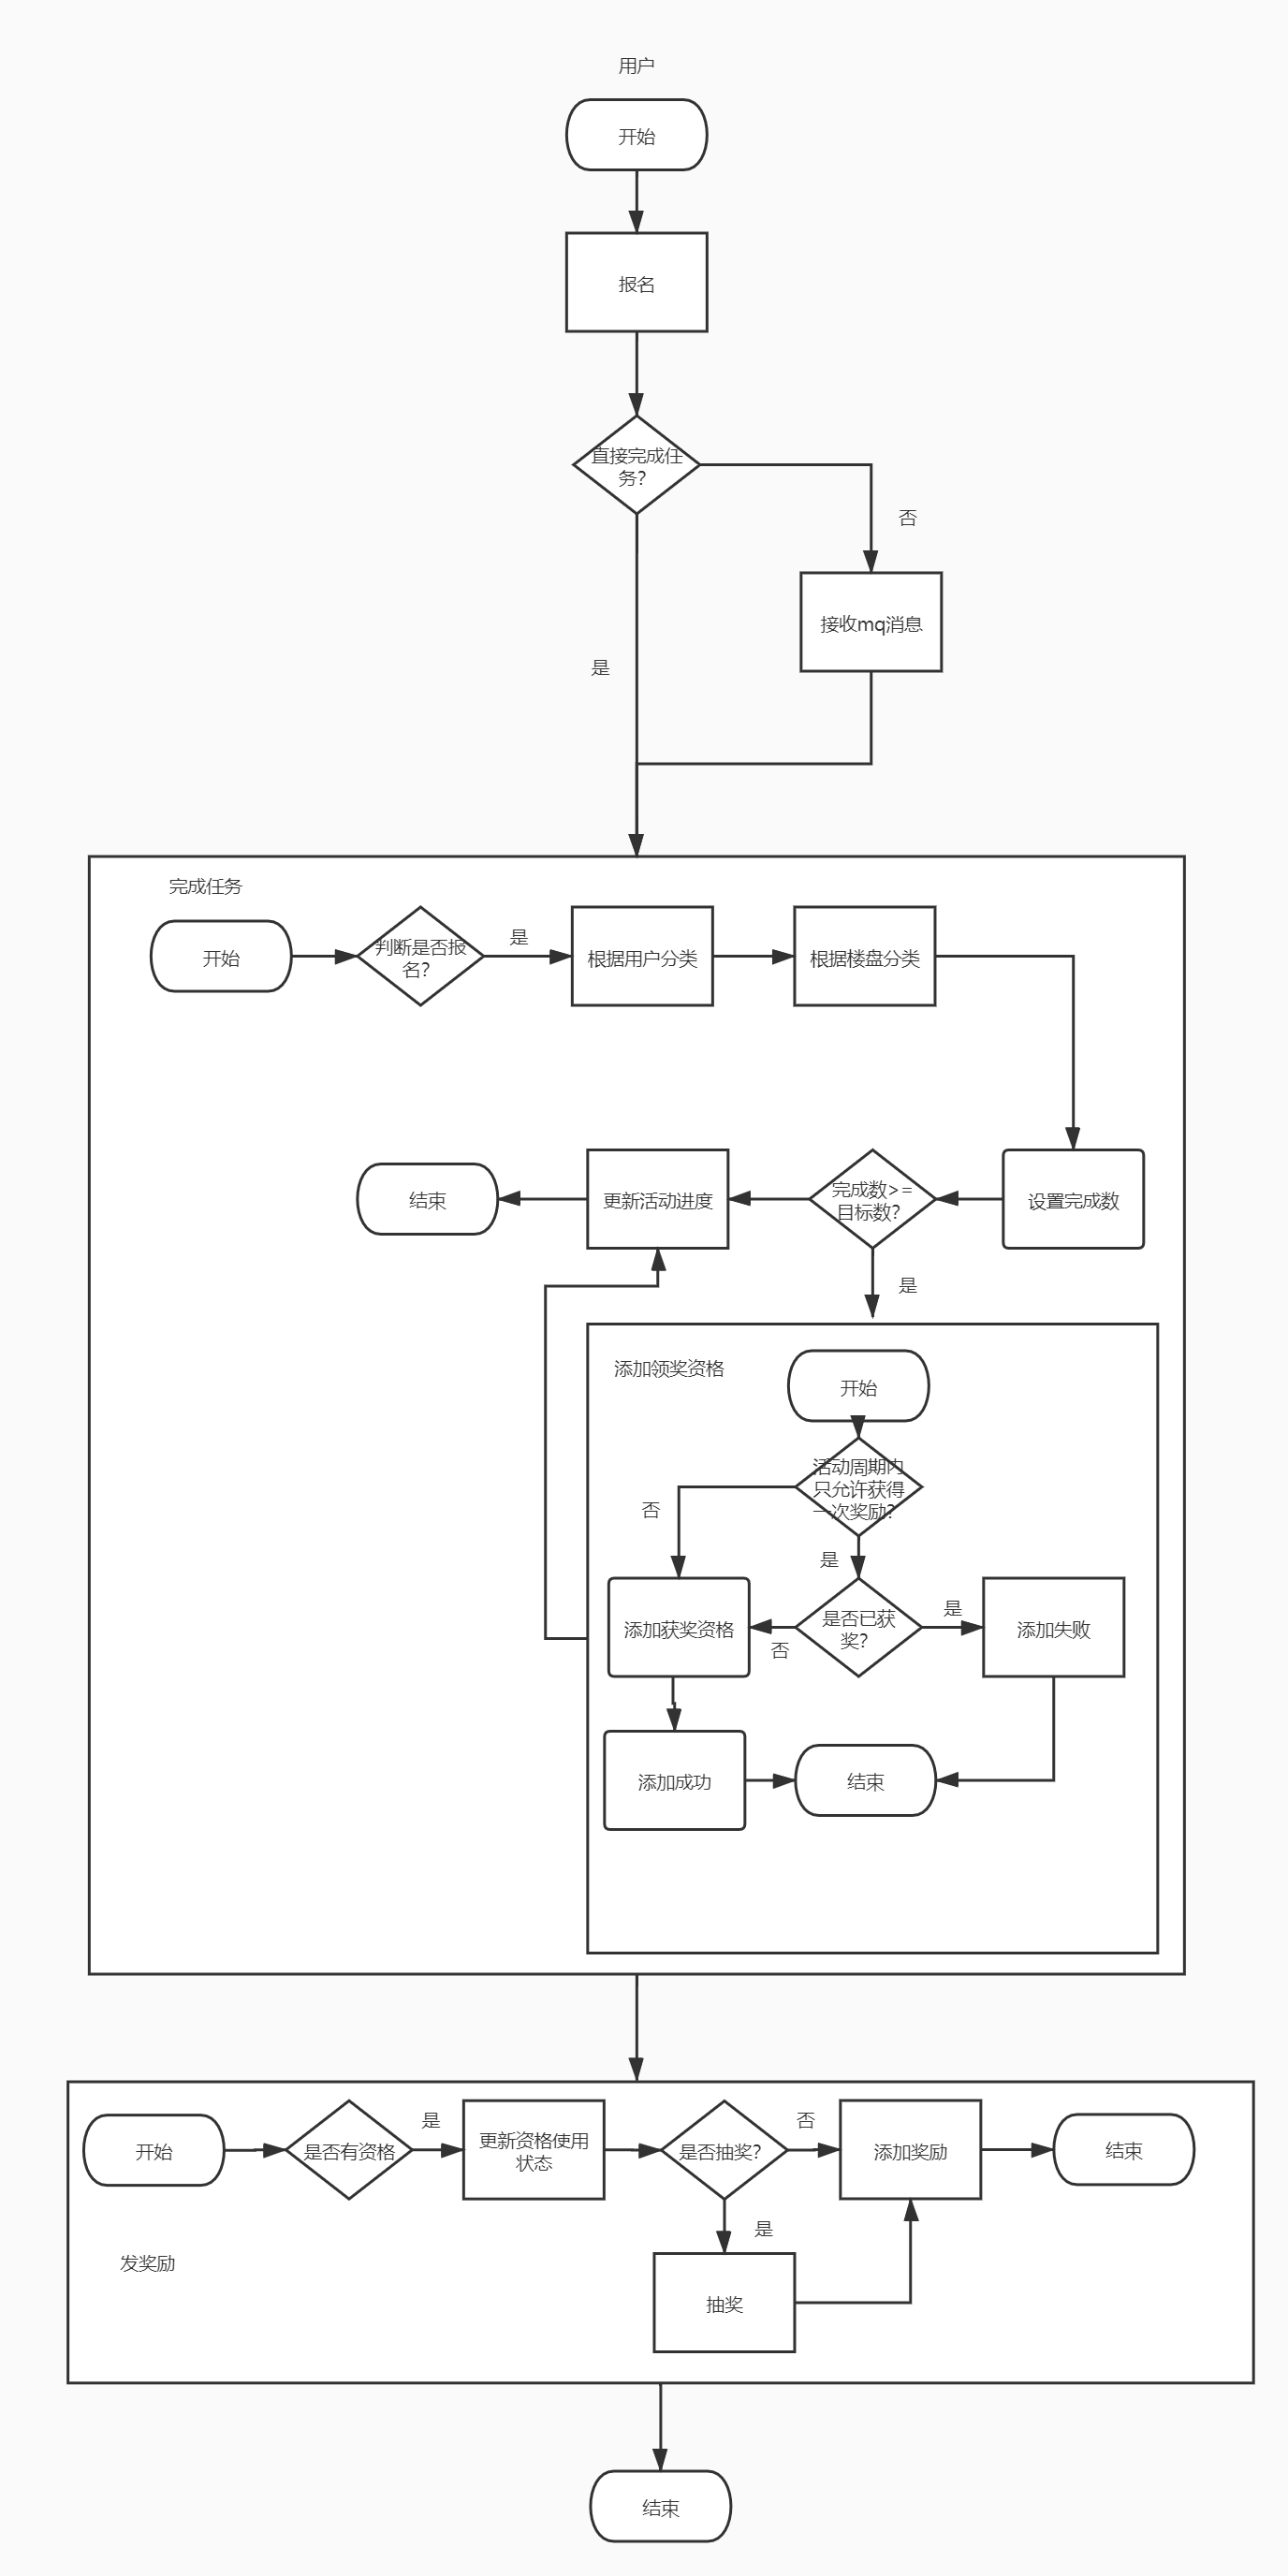 用户
开始
报名
直接完成任
务?
否
接收mq消息
是
完成任务
开始
判断是否报
名?
是
根据用户分类
根据楼盘分类
结束
更新活动进度
完成数>=
目标数?
设置完成数
是
添加领奖资格
开始
活动周期内
只允许获得
一次奖励?
否
是
添加获奖资格
否
是否已获
奖?
是
添加失败
添加成功
结束
开始
是否有资格
是
更新资格使用
状态
是否抽奖?
否
添加奖励
结束
是
发奖励
抽奖
结束